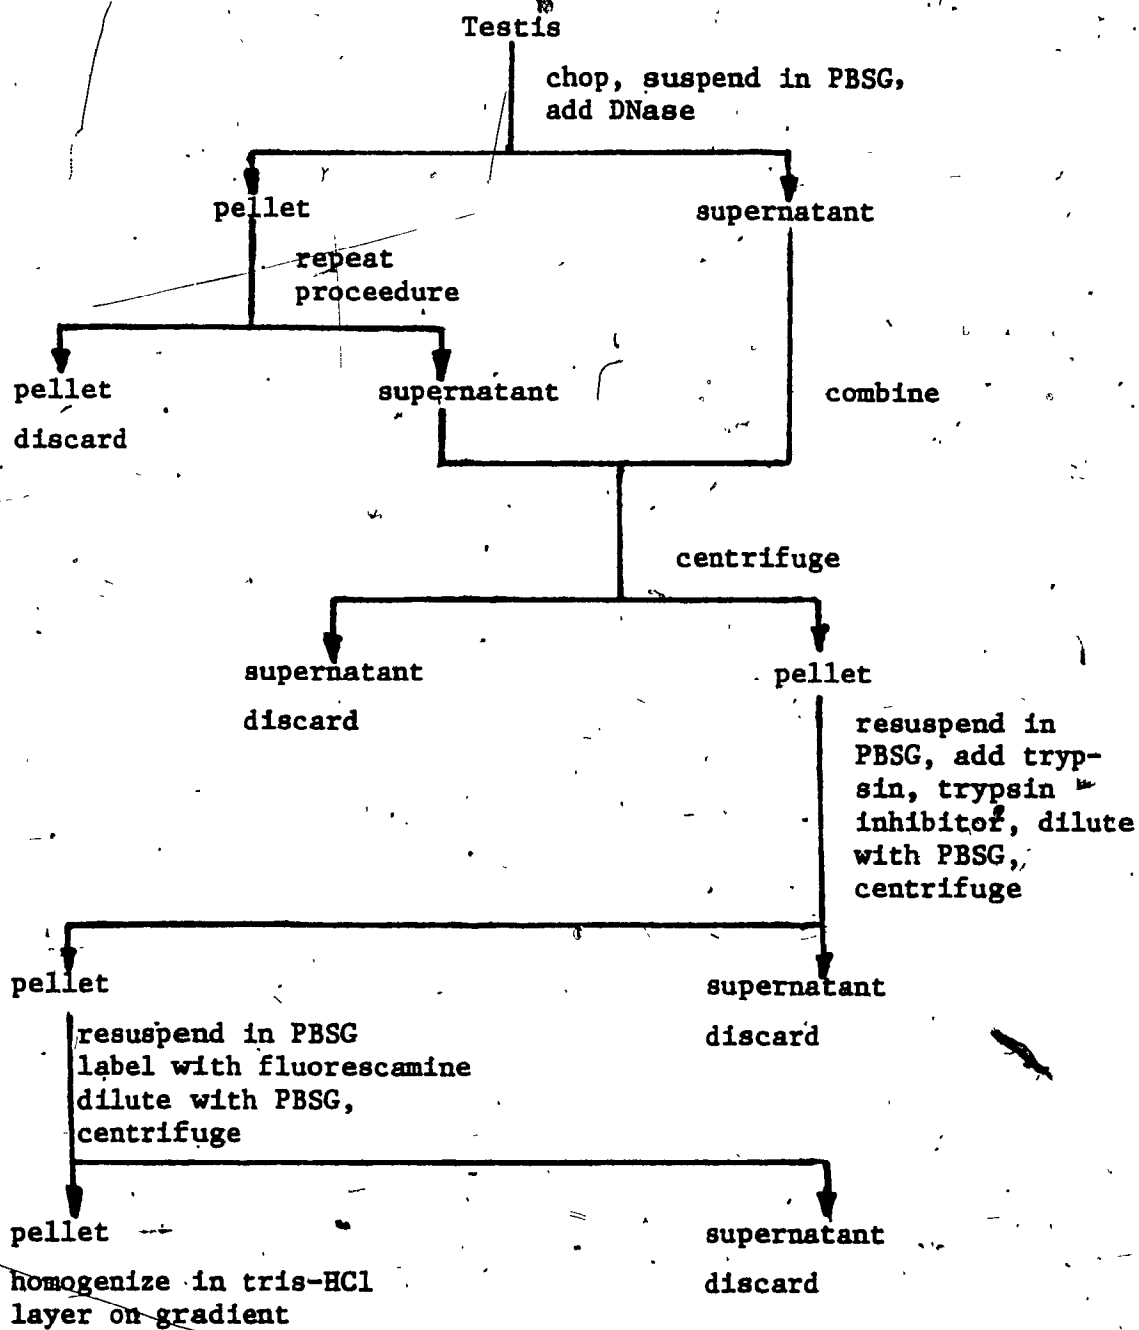 Testis
chop, suspend in PBSG,
add DNase
pellet
supernatant
repeat
proceedure
pellet
discard
supernatant
combine
centrifuge
supernatant
discard
pellet
resuspend in
PBSG, add tryp-
sin, trypsin
inhibitor, dilute
with PBSG,
centrifuge
pellet
supernatant
discard
resuspend in PBSG
label with fluorescamine
dilute with PBSG,
centrifuge
pellet
supernatant
discard
homogenize in tris-HCl
layer on gradient